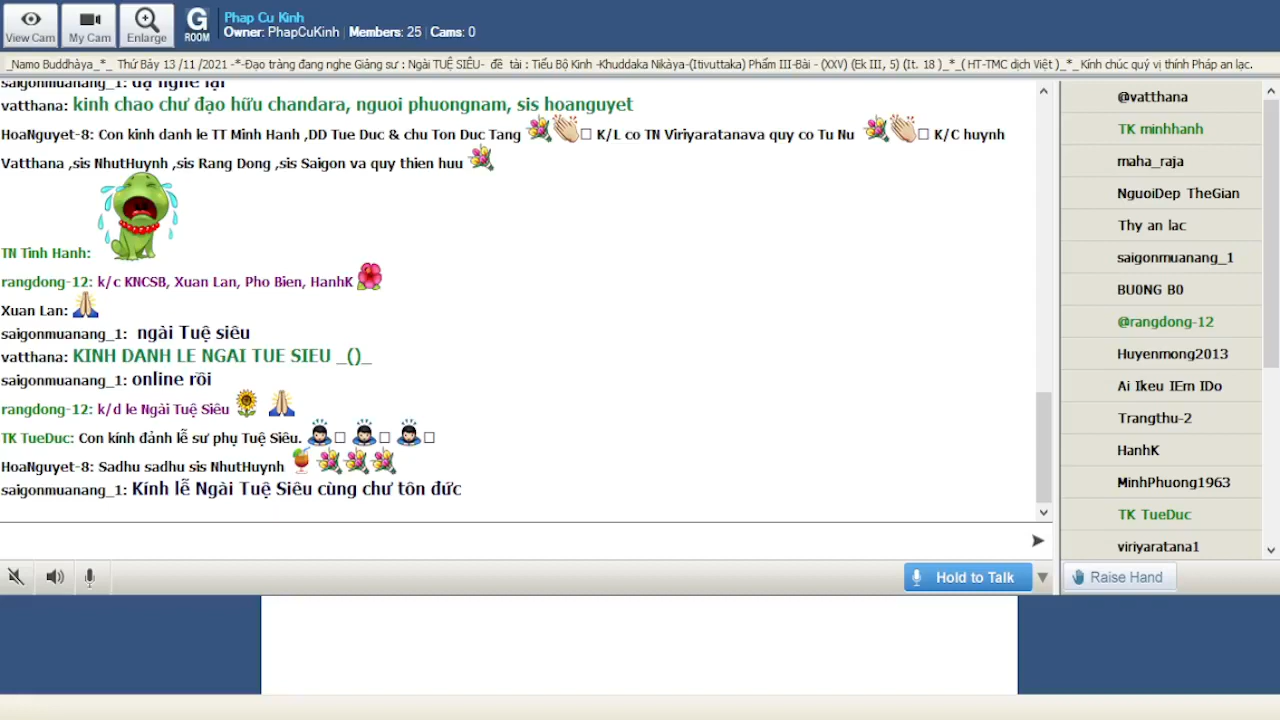 View Cam
My Cam
Enlarge
G
ROOM
Phap Cu Kinh
Owner: PhapCuKinh | Members: 25 | Cams: 0
_Namo Buddhàya_*_ Thứ Bảy 13 /11 /2021 -*-Đạo tràng đang nghe Giảng sư : Ngài TUỆ SIÊU- đề tài : Tiểu Bộ Kinh -Khuddaka Nikàya-(Itivuttaka) Phẩm III-Bài - (XXV) (Ek III, 5) (It. 18 )_*_( HT-TMC dịch Việt )_*_Kính chúc quý vị thính Pháp an lạc.
saigonmuanang_1: dạ nghe lại
vatthana: kinh chao chư đạo hữu chandara, nguoi phuongnam, sis hoanguyet
HoaNguyet-8: Con kinh danh le TT Minh Hanh ,DD Tue Duc & chu Ton Duc Tang K/L co TN Viriyaratanava quy co Tu Nu K/C huynh
Vatthana ,sis NhutHuynh ,sis Rang Dong ,sis Saigon va quy thien huu
TN Tinh Hanh:
rangdong-12: k/c KNCSB, Xuan Lan, Pho Bien, HanhK
Xuan Lan:
saigonmuanang_1: ngài Tuệ siêu
vatthana: KINH DANH LE NGAI TUE SIEU _()_
saigonmuanang_1: online rồi
rangdong-12: k/d le Ngài Tuệ Siêu
TK TueDuc: Con kính đảnh lễ sư phụ Tuệ Siêu.
HoaNguyet-8: Sadhu sadhu sis NhutHuynh
saigonmuanang_1: Kính lễ Ngài Tuệ Siêu cùng chư tôn đức
@vatthana
TK minhhanh
maha_raja
NguoiDep TheGian
Thy an lac
saigonmuanang_1
BU0NG B0
@rangdong-12
Huyenmong2013
Ai Ikeu IEm IDo
Trangthu-2
HanhK
MinhPhuong1963
TK TueDuc
viriyaratana1
Hold to Talk
Raise Hand